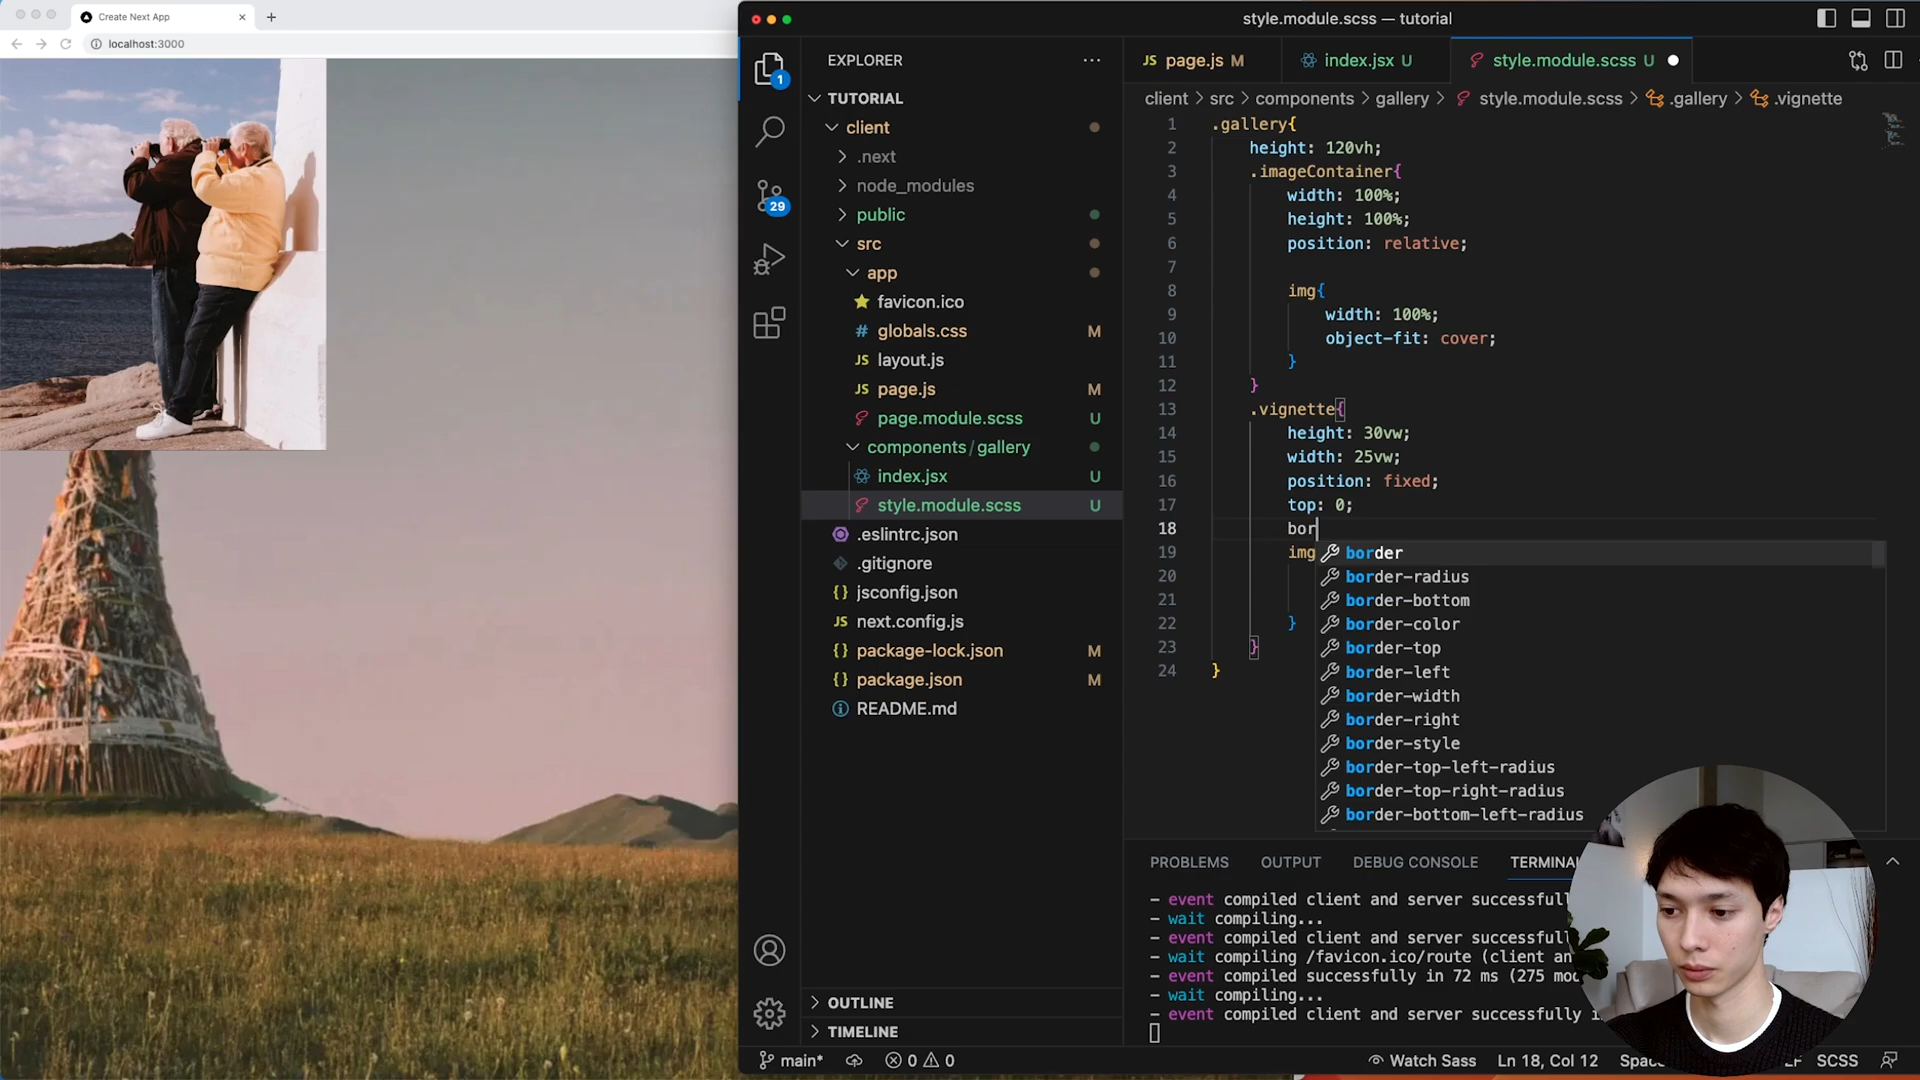 Create Next App
localhost:3000
style.module.scss — tutorial
EXPLORER
TUTORIAL
client
.next
node_modules
public
src
app
favicon.ico
globals.css M
layout.js
page.js M
page.module.scss U
components/gallery
index.jsx U
style.module.scss U
.eslintrc.json
.gitignore
jsconfig.json
next.config.js
package-lock.json M
package.json M
README.md
OUTLINE
TIMELINE
1
29
JS page.js M
index.jsx U
style.module.scss U
client > src > components > gallery > style.module.scss > .gallery > .vignette
1 .gallery{
2 height: 120vh;
3 .imageContainer{
4 width: 100%;
5 height: 100%;
6 position: relative;
7
8 img{
9 width: 100%;
10 object-fit: cover;
11 }
12 }
13 .vignette{
14 height: 30vw;
15 width: 25vw;
16 position: fixed;
17 top: 0;
18 bor
19 img
20
21
22 }
23 }
24 }
border
border-radius
border-bottom
border-color
border-top
border-left
border-width
border-right
border-style
border-top-left-radius
border-top-right-radius
border-bottom-left-radius
PROBLEMS OUTPUT DEBUG CONSOLE TERMINAL
- event compiled client and server successfull
- wait compiling...
- event compiled client and server successfull
- wait compiling /favicon.ico/route (client an
- event compiled successfully in 72 ms (275 mo
- wait compiling...
- event compiled client and server successfully i
main* 0 0
Watch Sass Ln 18, Col 12 SCSS